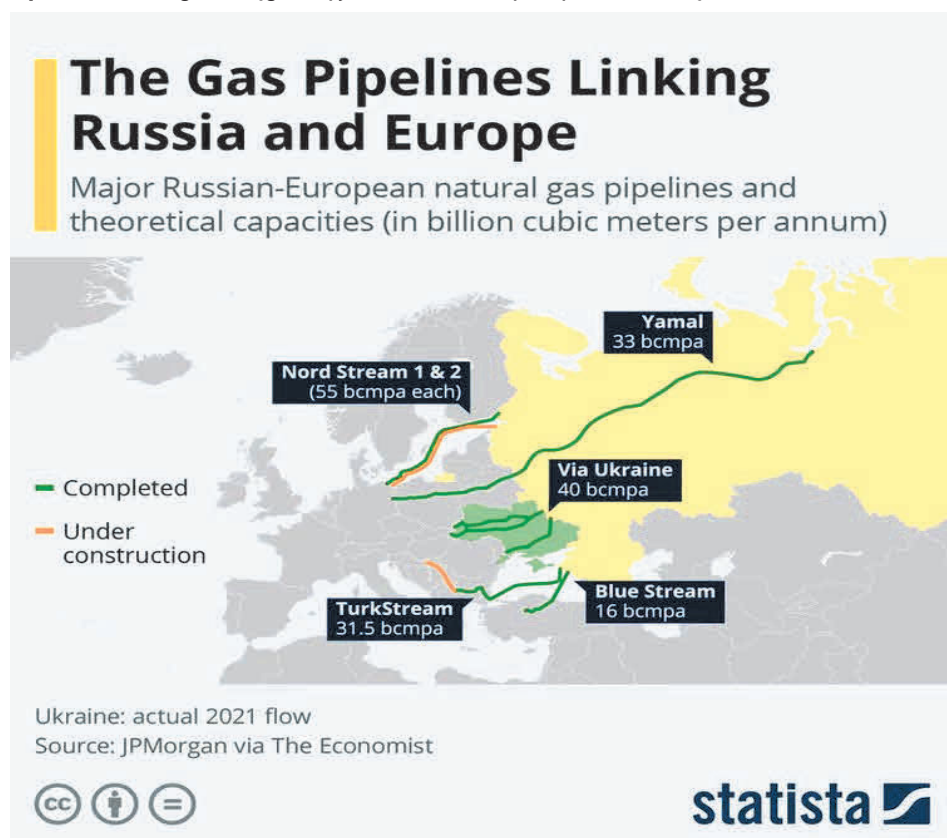 The Gas Pipelines Linking
Russia and Europe
Major Russian-European natural gas pipelines and
theoretical capacities (in billion cubic meters per annum)
Yamal
33 bcmpa
Nord Stream 1 & 2
(55 bcmpa each)
Via Ukraine
40 bcmpa
Completed
Under
construction
TurkStream
31.5 bcmpa
Blue Stream
16 bcmpa
Ukraine: actual 2021 flow
Source: JPMorgan via The Economist
cc
statista